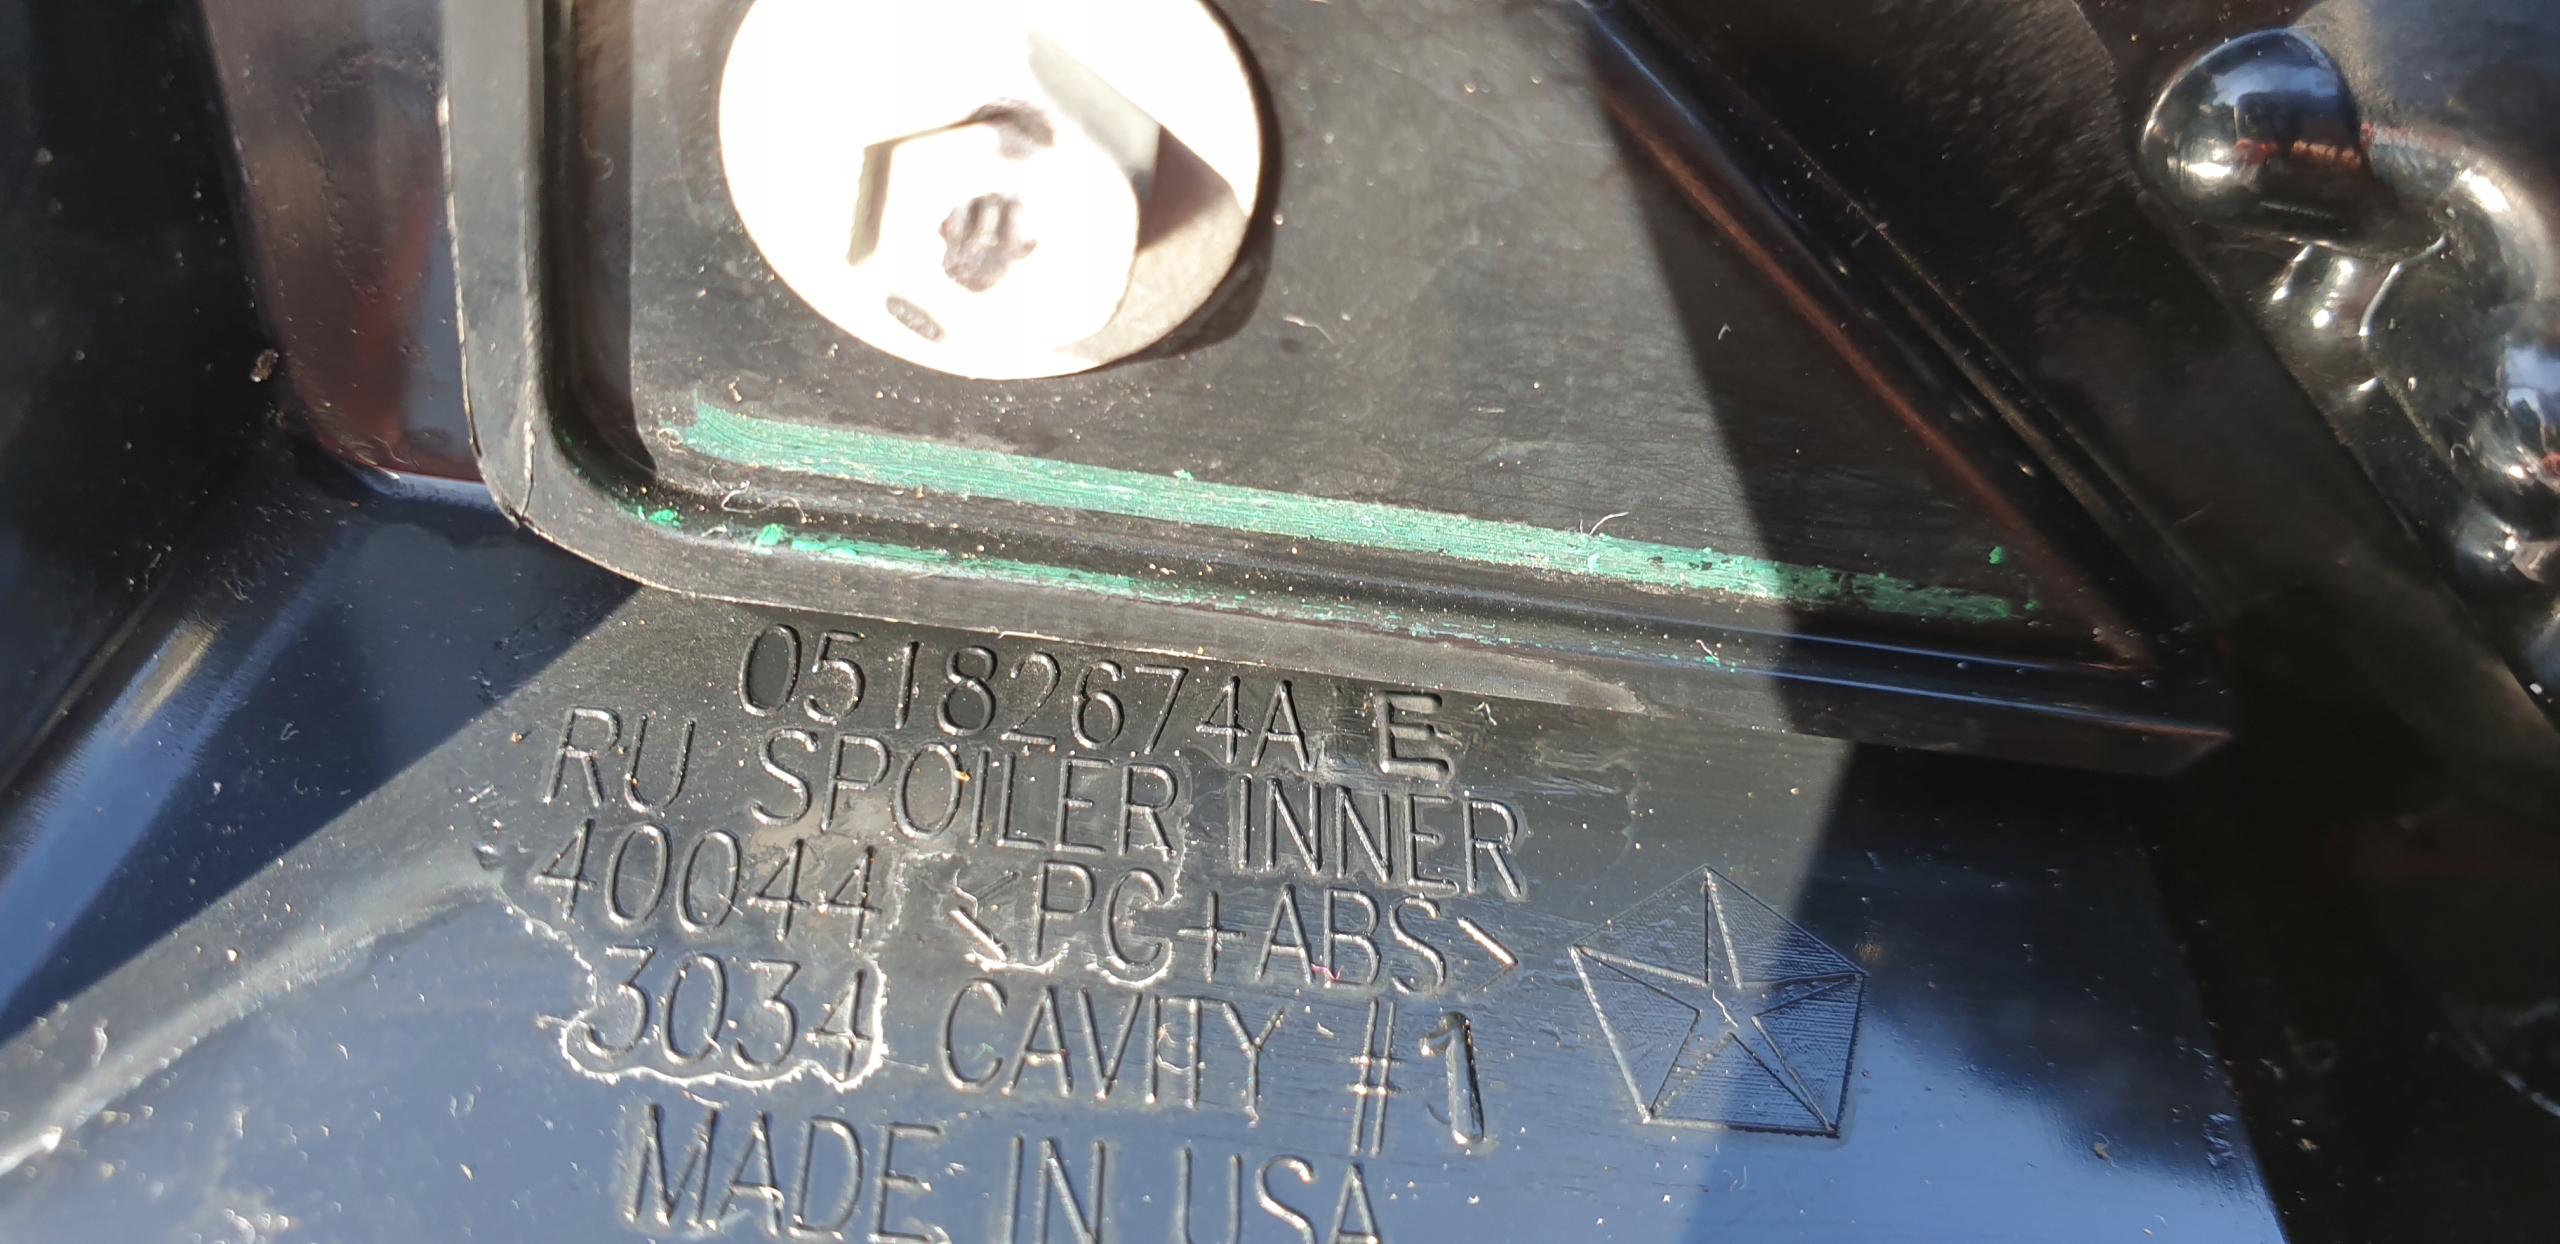 05182674A E
RU SPOILER INNER
40044 <PC+ABS>
3034 CAVITY #1
MADE IN USA